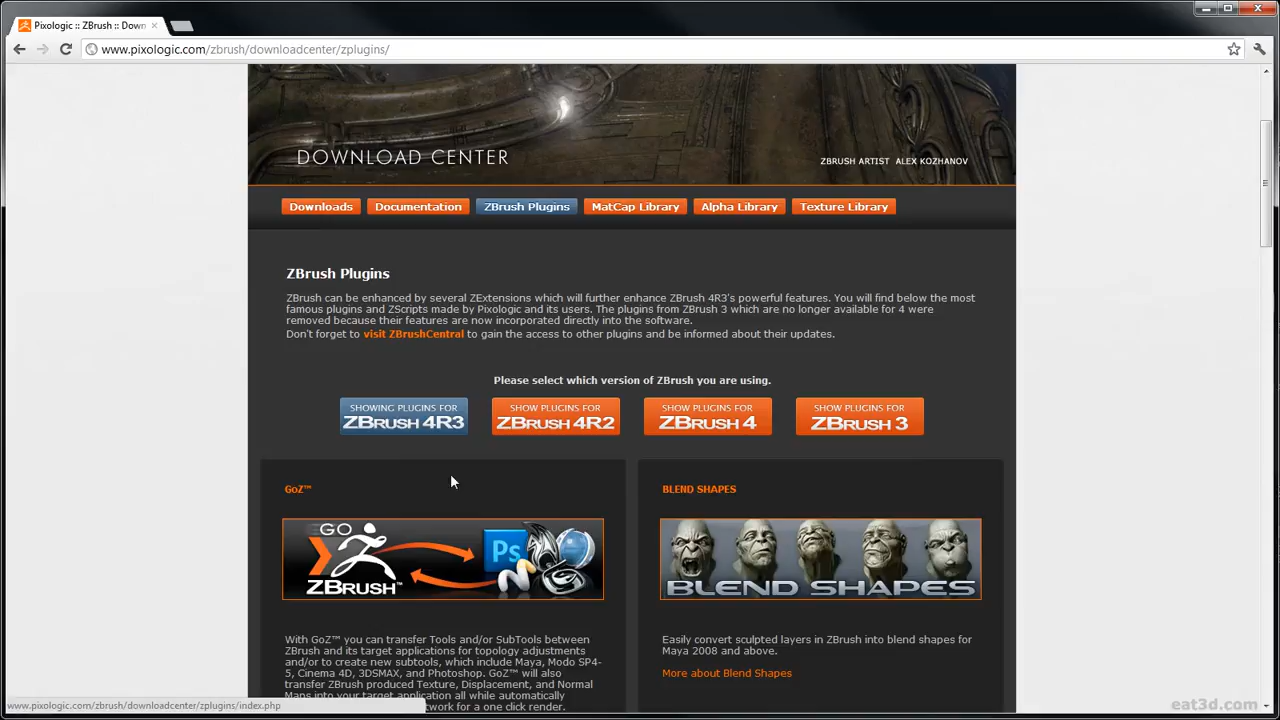 Pixologic :: ZBrush :: Down
www.pixologic.com/zbrush/downloadcenter/zplugins/
DOWNLOAD CENTER
ZBRUSH ARTIST ALEX KOZHANOV
Downloads
Documentation
ZBrush Plugins
MatCap Library
Alpha Library
Texture Library
ZBrush Plugins
ZBrush can be enhanced by several ZExtensions which will further enhance ZBrush 4R3's powerful features. You will find below the most
famous plugins and ZScripts made by Pixologic and its users. The plugins from ZBrush 3 which are no longer available for 4 were
removed because their features are now incorporated directly into the software.
Don't forget to visit ZBrushCentral to gain the access to other plugins and be informed about their updates.
Please select which version of ZBrush you are using.
SHOWING PLUGINS FOR
ZBRUSH 4R3
SHOW PLUGINS FOR
ZBRUSH 4R2
SHOW PLUGINS FOR
ZBRUSH 4
SHOW PLUGINS FOR
ZBRUSH 3
GoZ™
GO
ZBRUSH™
Ps
With GoZ™ you can transfer Tools and/or SubTools between
ZBrush and its target applications for topology adjustments
and/or to create new subtools, which include Maya, Modo SP4-
5, Cinema 4D, 3DSMAX, and Photoshop. GoZ™ will also
transfer ZBrush produced Texture, Displacement, and Normal
Maps into your target application all while automatically
twork for a one click render.
BLEND SHAPES
BLEND SHAPES
Easily convert sculpted layers in ZBrush into blend shapes for
Maya 2008 and above.
More about Blend Shapes
www.pixologic.com/zbrush/downloadcenter/zplugins/index.php
eat3d.com